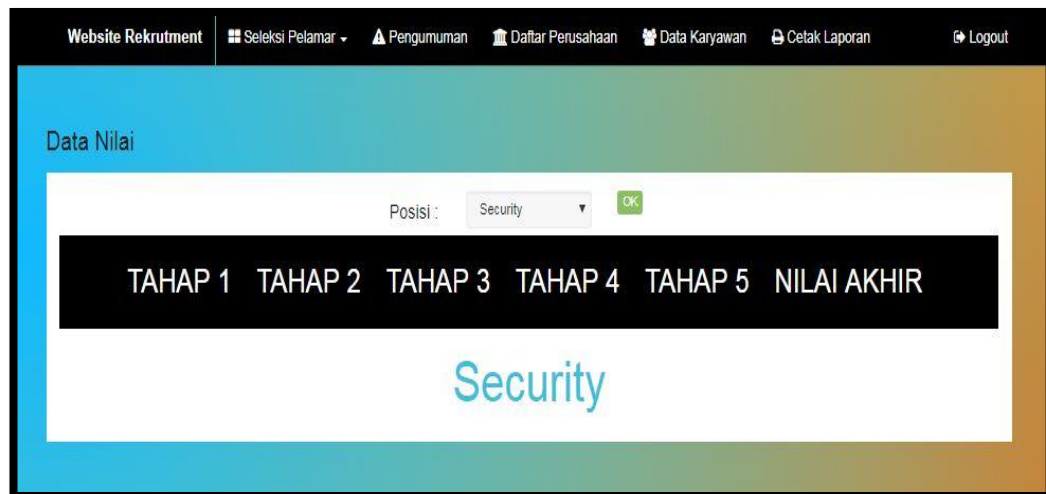 Website Rekrutment Seleksi Pelamar Pengumuman Daftar Perusahaan Data Karyawan Cetak Laporan Logout
Data Nilai
Posisi : Security OK
TAHAP 1 TAHAP 2 TAHAP 3 TAHAP 4 TAHAP 5 NILAI AKHIR
Security